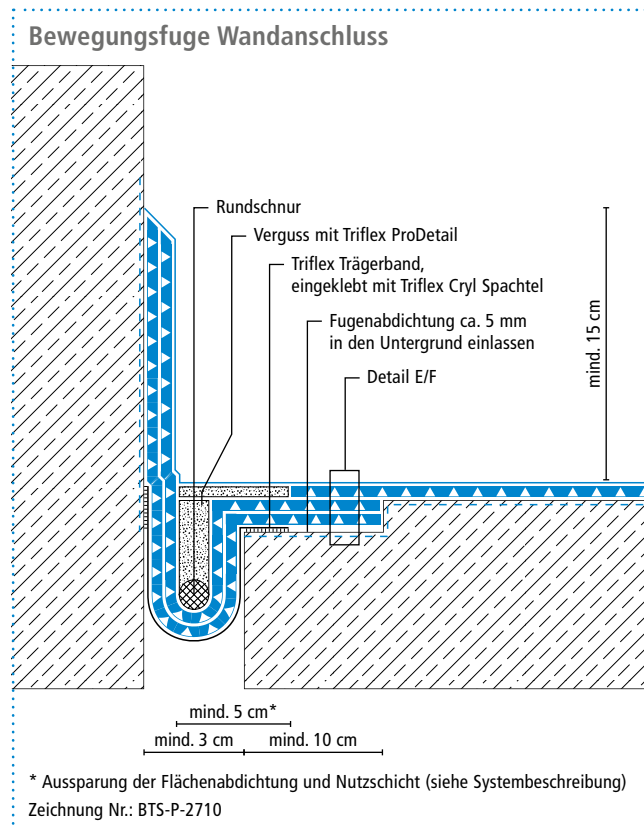 Bewegungsfuge Wandanschluss
Rundschnur
Verguss mit Triflex ProDetail
Triflex Trägerband,
eingeklebt mit Triflex Cryl Spachtel
Fugenabdichtung ca. 5 mm
in den Untergrund einlassen
Detail E/F
mind. 15 cm
mind. 5 cm*
mind. 3 cm
mind. 10 cm
* Aussparung der Flächenabdichtung und Nutzschicht (siehe Systembeschreibung)
Zeichnung Nr.: BTS-P-2710